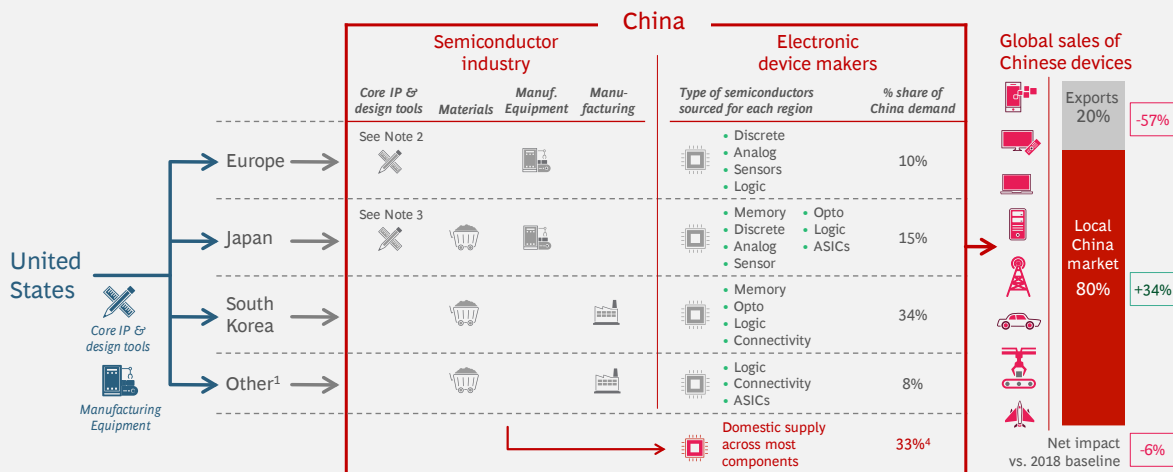 China
Semiconductor
industry
Electronic
device makers
Global sales of
Chinese devices
Core IP &
design tools
Materials
Manuf.
Equipment
Manu-
facturing
Type of semiconductors
sourced for each region
% share of
China demand
Exports
20%
-57%
See Note 2
Europe
• Discrete
• Analog
• Sensors
• Logic
10%
See Note 3
Japan
• Memory
• Discrete
• Analog
• Sensor
• Opto
• Logic
• ASICs
15%
United
States
Core IP &
design tools
Manufacturing
Equipment
South
Korea
• Memory
• Opto
• Logic
• Connectivity
34%
Other1
• Logic
• Connectivity
• ASICs
8%
Domestic supply
across most
components
33%4
Local
China
market
80%
+34%
Net impact
vs. 2018 baseline
-6%